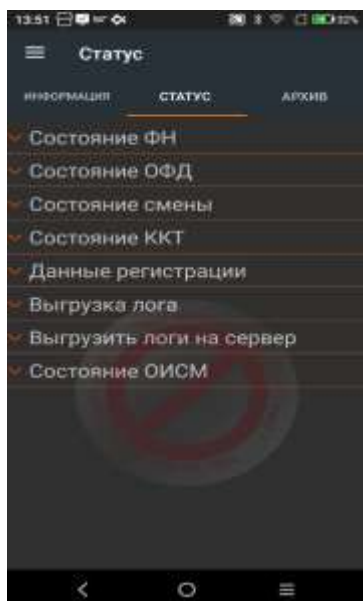 13:51
Статус
ИНФОРМАЦИЯ СТАТУС АРХИВ
Состояние ФН
Состояние ОФД
Состояние смены
Состояние ККТ
Данные регистрации
Выгрузка лога
Выгрузить логи на сервер
Состояние ОИСМ